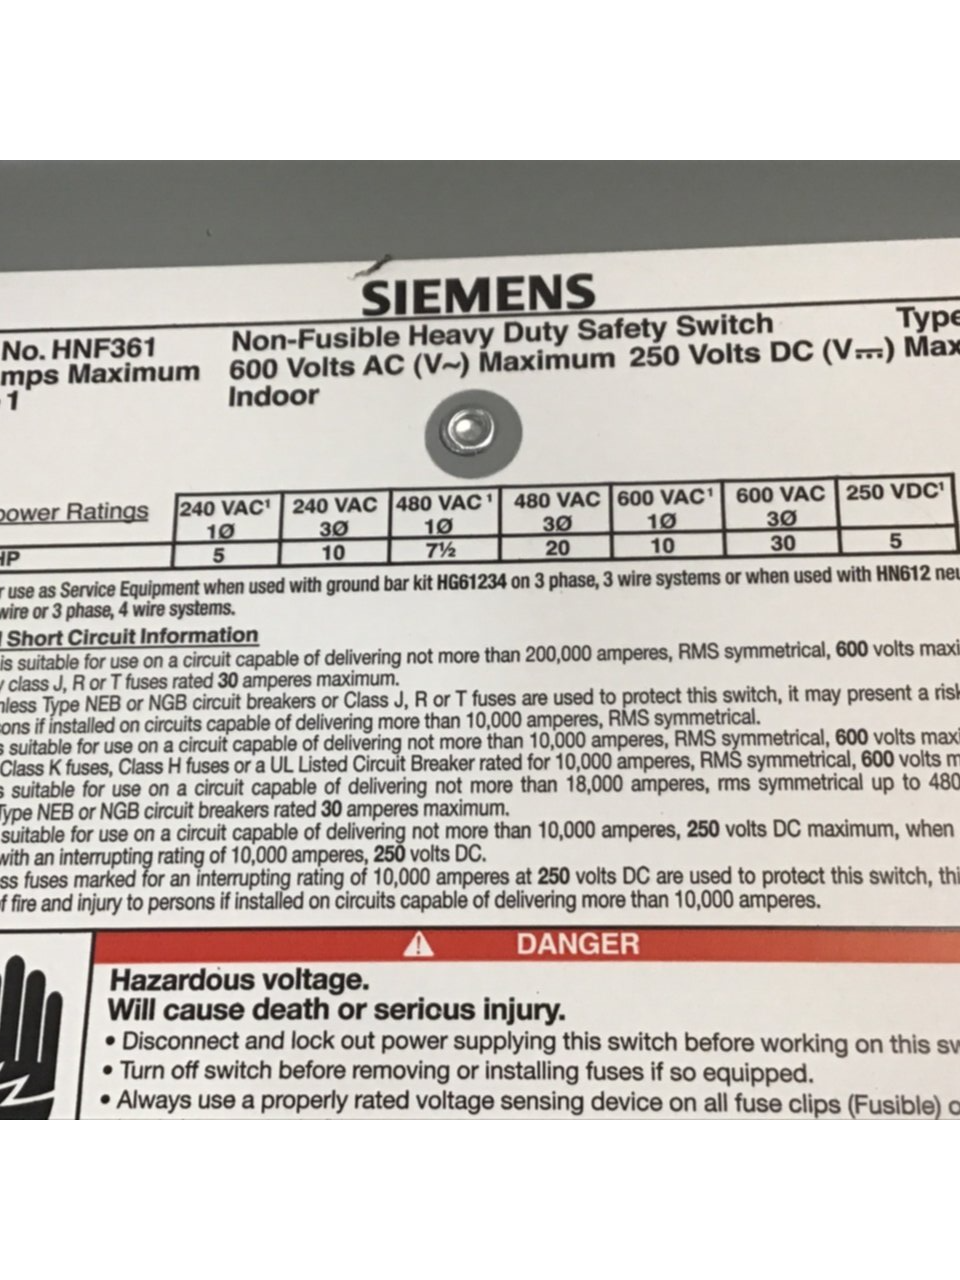 SIEMENS
No. HNF361 Non-Fusible Heavy Duty Safety Switch Type
mps Maximum 600 Volts AC (V~) Maximum 250 Volts DC (V⎓) Max
1 Indoor
power Ratings 240 VAC¹ 1Ø 240 VAC 3Ø 480 VAC¹ 1Ø 480 VAC 3Ø 600 VAC¹ 1Ø 600 VAC 3Ø 250 VDC¹
HP 5 10 7½ 20 10 30 5
r use as Service Equipment when used with ground bar kit HG61234 on 3 phase, 3 wire systems or when used with HN612 neu
wire or 3 phase, 4 wire systems.
Short Circuit Information
is suitable for use on a circuit capable of delivering not more than 200,000 amperes, RMS symmetrical, 600 volts maxi
y class J, R or T fuses rated 30 amperes maximum.
nless Type NEB or NGB circuit breakers or Class J, R or T fuses are used to protect this switch, it may present a risk
ons if installed on circuits capable of delivering more than 10,000 amperes, RMS symmetrical.
s suitable for use on a circuit capable of delivering not more than 10,000 amperes, RMS symmetrical, 600 volts maxi
Class K fuses, Class H fuses or a UL Listed Circuit Breaker rated for 10,000 amperes, RMS symmetrical, 600 volts m
s suitable for use on a circuit capable of delivering not more than 18,000 amperes, rms symmetrical up to 480
Type NEB or NGB circuit breakers rated 30 amperes maximum.
suitable for use on a circuit capable of delivering not more than 10,000 amperes, 250 volts DC maximum, when
with an interrupting rating of 10,000 amperes, 250 volts DC.
ss fuses marked for an interrupting rating of 10,000 amperes at 250 volts DC are used to protect this switch, thi
f fire and injury to persons if installed on circuits capable of delivering more than 10,000 amperes.
DANGER
Hazardous voltage.
Will cause death or serious injury.
• Disconnect and lock out power supplying this switch before working on this sw
• Turn off switch before removing or installing fuses if so equipped.
• Always use a properly rated voltage sensing device on all fuse clips (Fusible) o